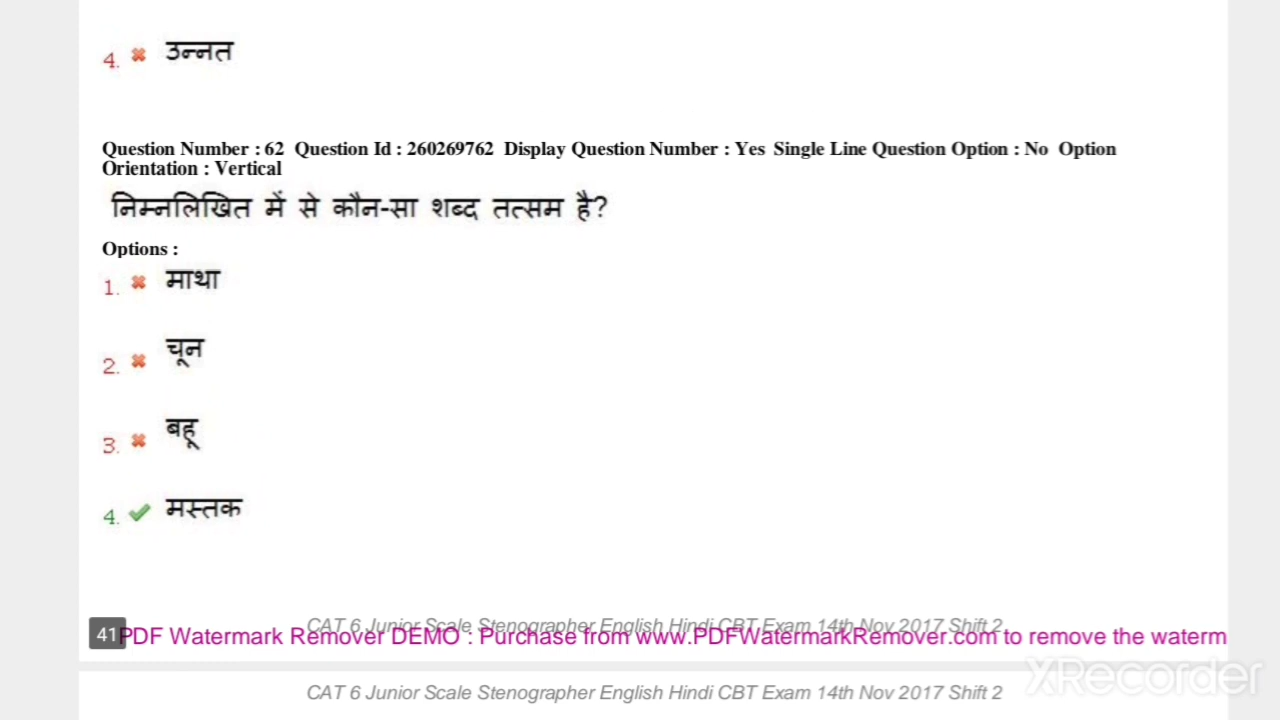 4. उन्नत
Question Number : 62 Question Id : 260269762 Display Question Number : Yes Single Line Question Option : No Option
Orientation : Vertical
निम्नलिखित में से कौन-सा शब्द तत्सम है?
Options :
1. माथा
2. चून
3. बहू
4. मस्तक
CAT 6 Junior Scale Stenographer English Hindi CBT Exam 14th Nov 2017 Shift 2
41 PDF Watermark Remover DEMO : Purchase from www.PDFWatermarkRemover.com to remove the waterm
CAT 6 Junior Scale Stenographer English Hindi CBT Exam 14th Nov 2017 Shift 2
XRecorder